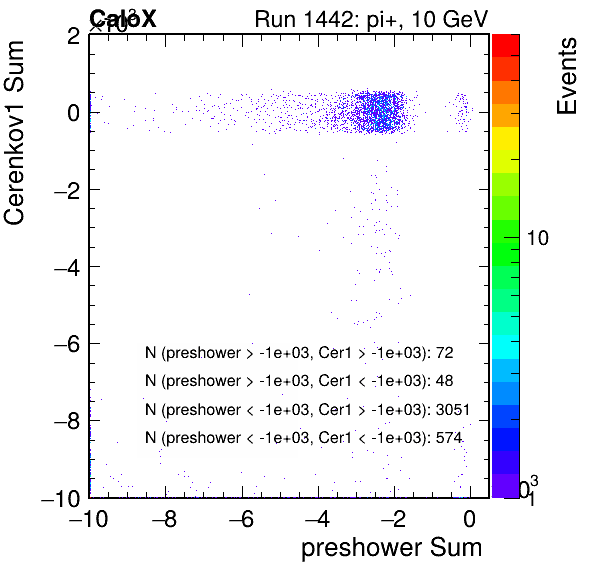 CaloX Run 1442: pi+, 10 GeV
Cerenkov1 Sum
Events
2
0
−2
−4
−6
−8
−10
10
1
N (preshower > -1e+03, Cer1 > -1e+03): 72
N (preshower > -1e+03, Cer1 < -1e+03): 48
N (preshower < -1e+03, Cer1 > -1e+03): 3051
N (preshower < -1e+03, Cer1 < -1e+03): 574
−10 −8 −6 −4 −2 0
preshower Sum